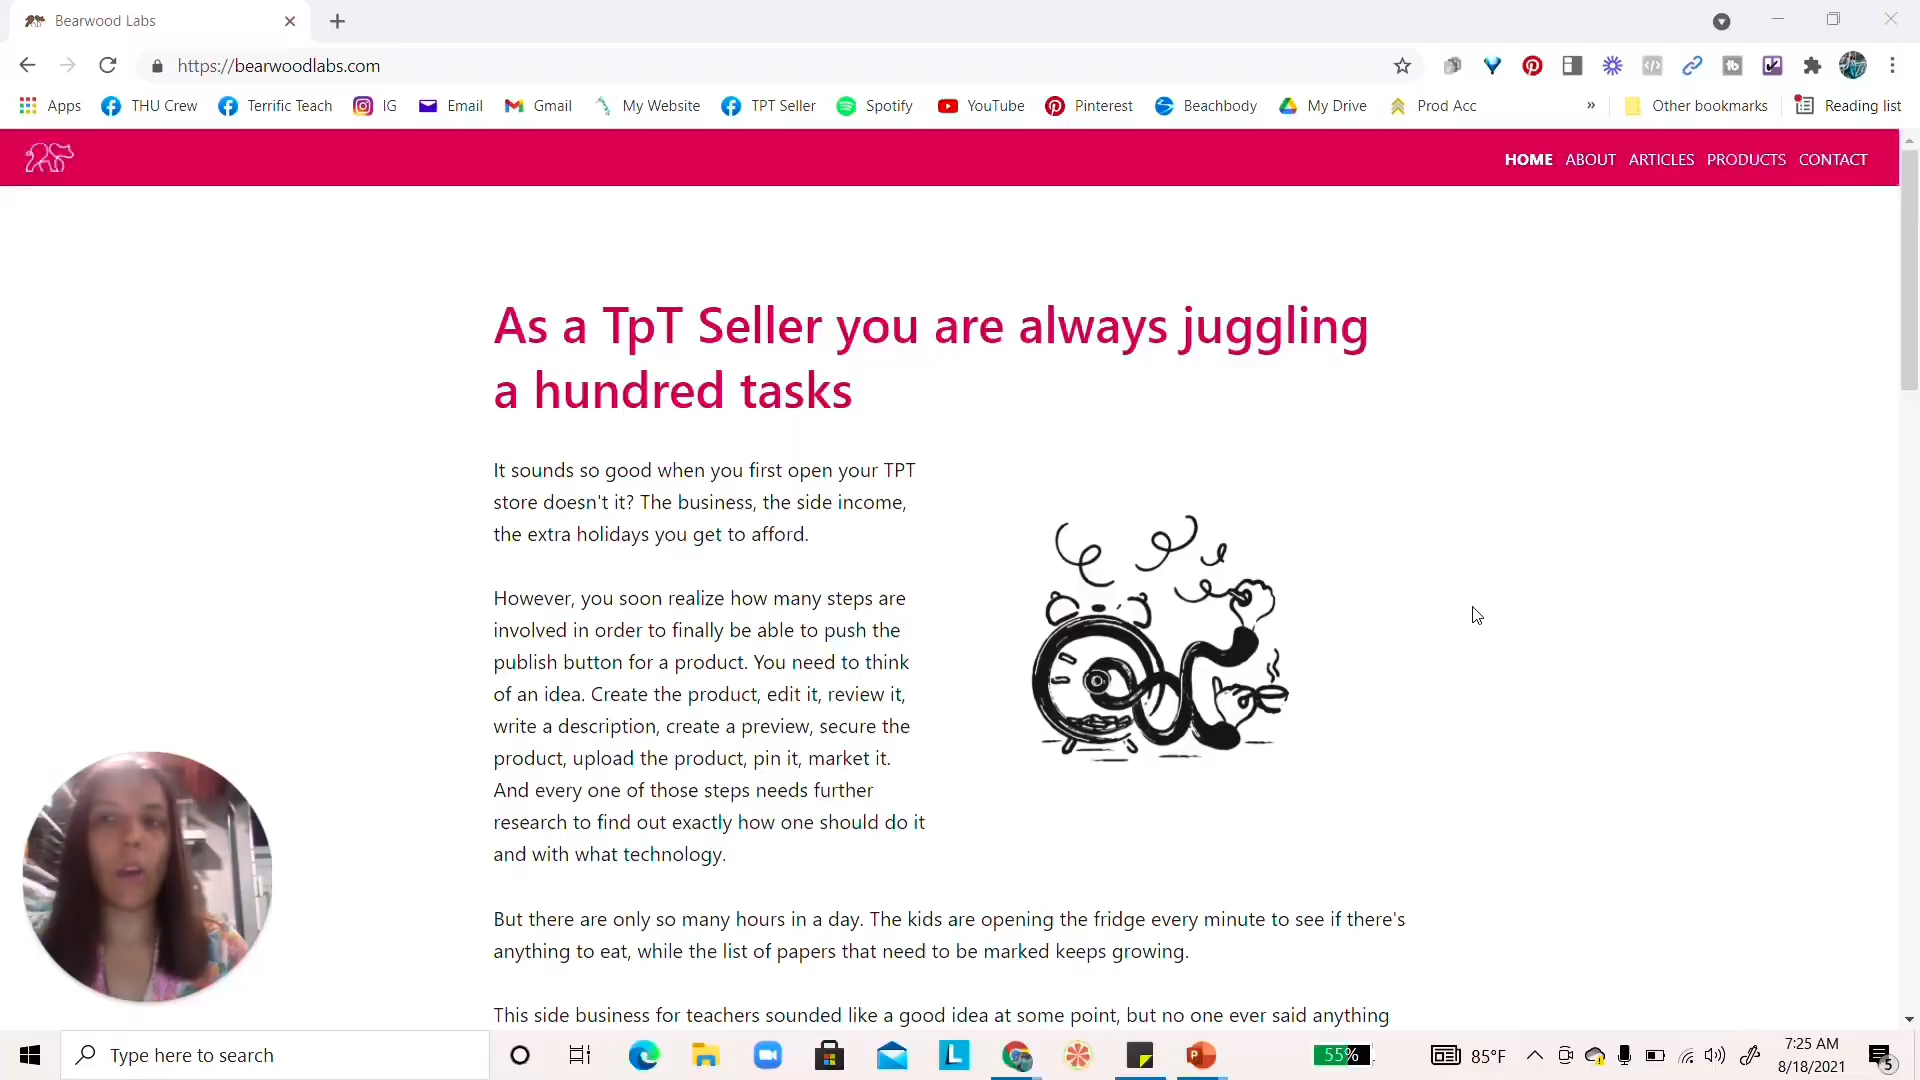 Bearwood Labs
https://bearwoodlabs.com
Apps THU Crew Terrific Teach IG Email Gmail My Website TPT Seller Spotify YouTube Pinterest Beachbody My Drive Prod Acc » Other bookmarks Reading list
HOME ABOUT ARTICLES PRODUCTS CONTACT
As a TpT Seller you are always juggling
a hundred tasks
It sounds so good when you first open your TPT
store doesn't it? The business, the side income,
the extra holidays you get to afford.
However, you soon realize how many steps are
involved in order to finally be able to push the
publish button for a product. You need to think
of an idea. Create the product, edit it, review it,
write a description, create a preview, secure the
product, upload the product, pin it, market it.
And every one of those steps needs further
research to find out exactly how one should do it
and with what technology.
But there are only so many hours in a day. The kids are opening the fridge every minute to see if there's
anything to eat, while the list of papers that need to be marked keeps growing.
This side business for teachers sounded like a good idea at some point, but no one ever said anything
Type here to search
L
55%
85°F
7:25 AM
8/18/2021
5